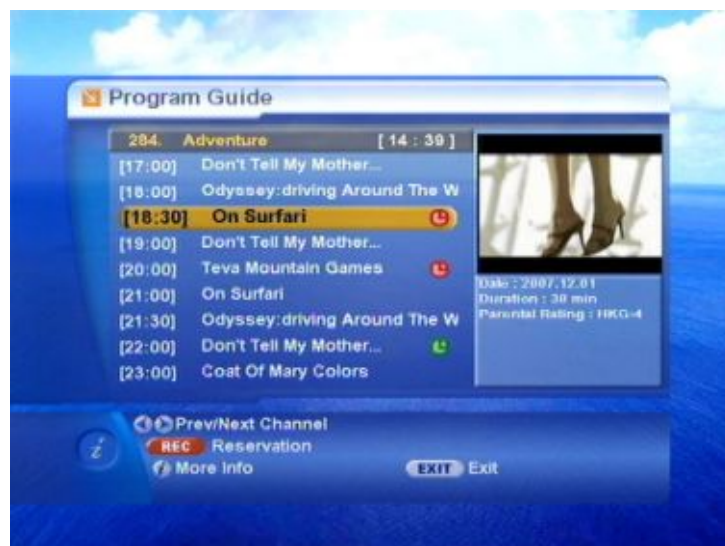 Program Guide
284. Adventure [ 14 : 39 ]
[17:00] Don't Tell My Mother...
[18:00] Odyssey:driving Around The W
[18:30] On Surfari
[19:00] Don't Tell My Mother...
[20:00] Teva Mountain Games
[21:00] On Surfari
[21:30] Odyssey:driving Around The W
[22:00] Don't Tell My Mother...
[23:00] Coat Of Mary Colors
Date : 2007.12.01
Duration : 30 min
Parental Rating : HKG-4
Prev/Next Channel
REC Reservation
i More Info
EXIT Exit